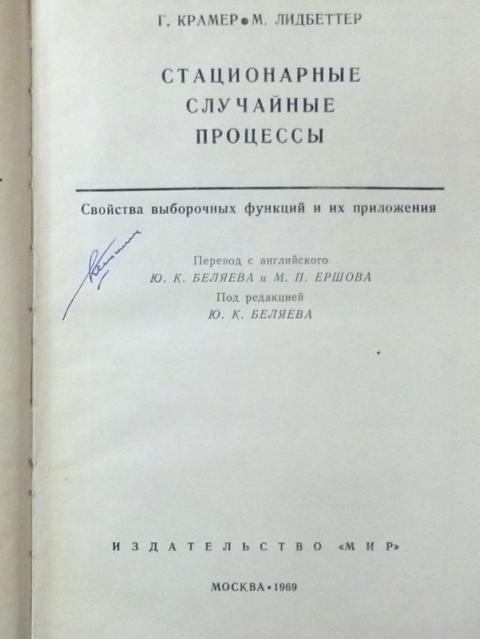 Г. КРАМЕР • М. ЛИДБЕТТЕР
СТАЦИОНАРНЫЕ
СЛУЧАЙНЫЕ
ПРОЦЕССЫ
Свойства выборочных функций и их приложения
Перевод с английского
Ю. К. БЕЛЯЕВА и М. П. ЕРШОВА
Под редакцией
Ю. К. БЕЛЯЕВА
ИЗДАТЕЛЬСТВО «МИР»
МОСКВА • 1969